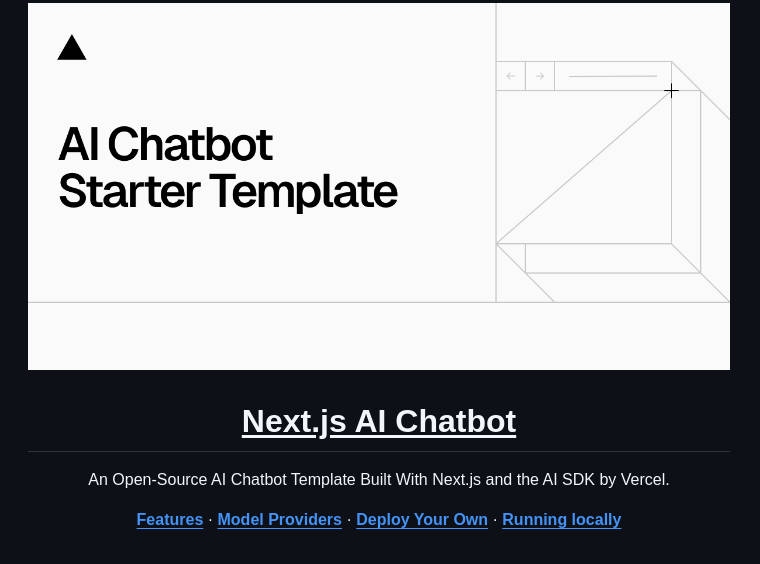 AI Chatbot
Starter Template
Next.js AI Chatbot
An Open-Source AI Chatbot Template Built With Next.js and the AI SDK by Vercel.
Features · Model Providers · Deploy Your Own · Running locally